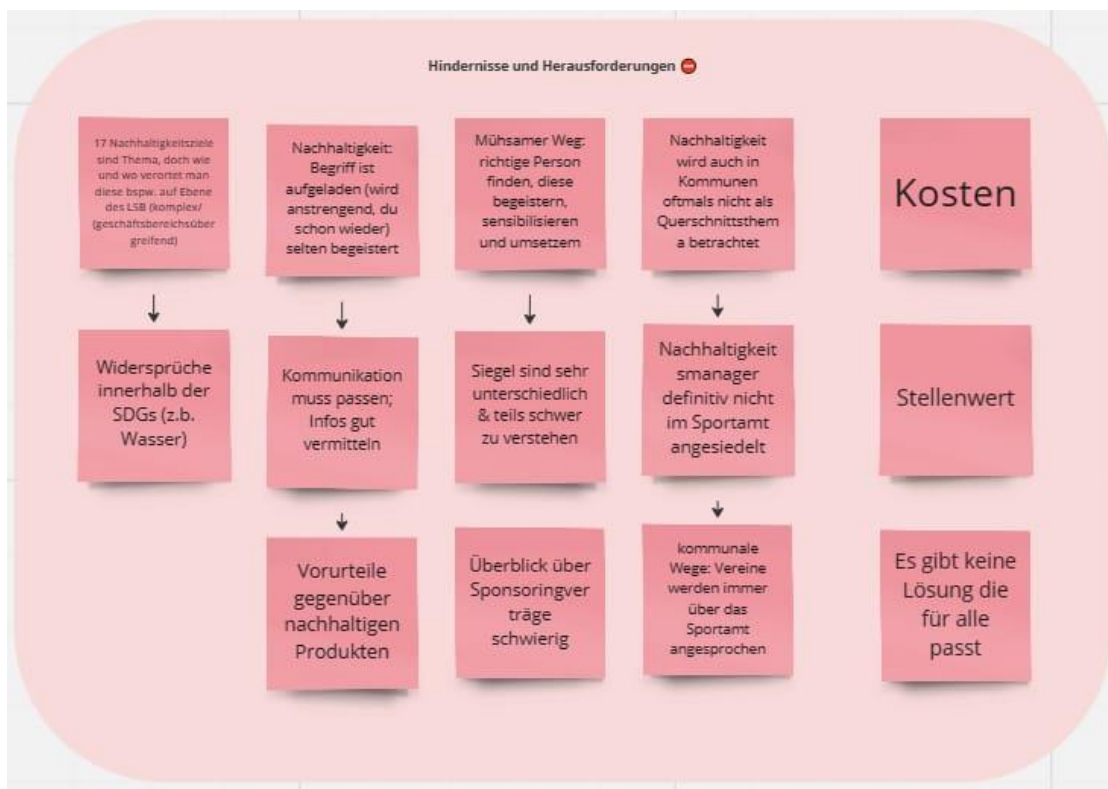 Hindernisse und Herausforderungen ⛔
17 Nachhaltigkeitsziele
sind Thema, doch wie
und wo verortet man
diese bspw. auf Ebene
des LSB (komplex/
(geschäftsbereichsüber
greifend)
Widersprüche
innerhalb der
SDGs (z.b.
Wasser)
Nachhaltigkeit:
Begriff ist
aufgeladen (wird
anstrengend, du
schon wieder)
selten begeistert
Kommunikation
muss passen;
Infos gut
vermitteln
Vorurteile
gegenüber
nachhaltigen
Produkten
Mühsamer Weg:
richtige Person
finden, diese
begeistern,
sensibilisieren
und umsetzem
Siegel sind sehr
unterschiedlich
& teils schwer
zu verstehen
Überblick über
Sponsoringver
träge
schwierig
Nachhaltigkeit
wird auch in
Kommunen
oftmals nicht als
Querschnittsthem
a betrachtet
Nachhaltigkeit
smanager
definitiv nicht
im Sportamt
angesiedelt
kommunale
Wege: Vereine
werden immer
über das
Sportamt
angesprochen
Kosten
Stellenwert
Es gibt keine
Lösung die
für alle
passt